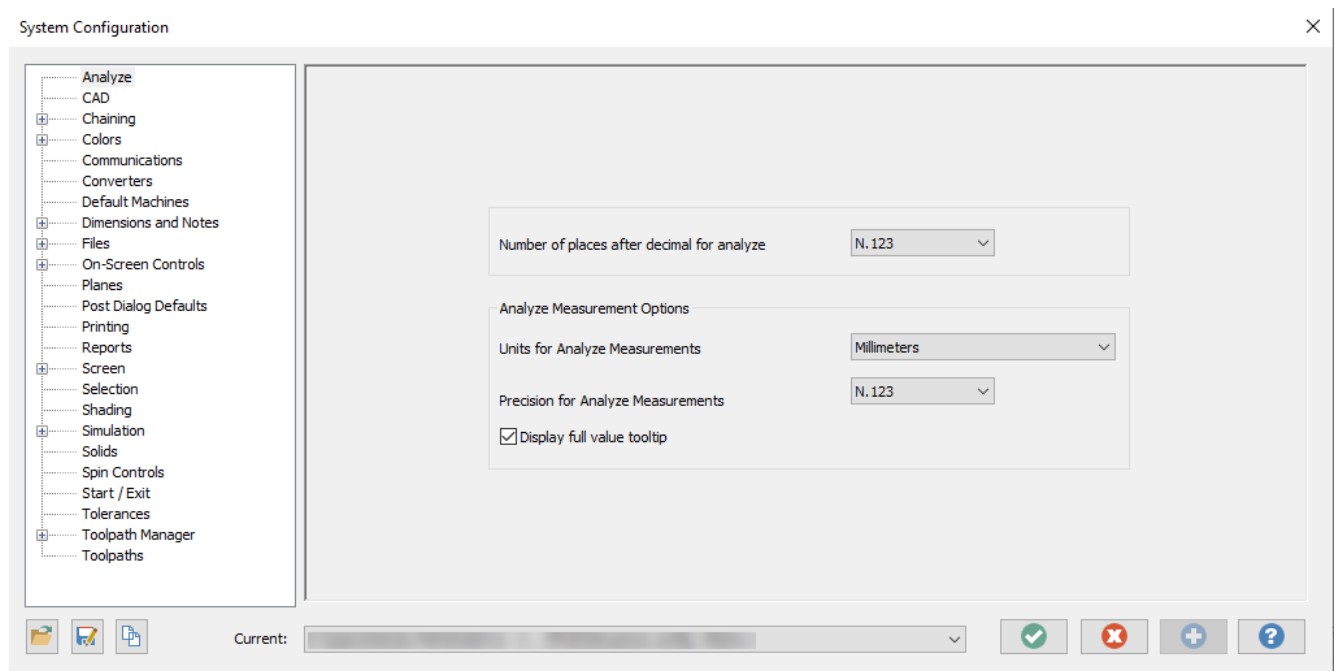 System Configuration
Analyze
CAD
Chaining
Colors
Communications
Converters
Default Machines
Dimensions and Notes
Files
On-Screen Controls
Planes
Post Dialog Defaults
Printing
Reports
Screen
Selection
Shading
Simulation
Solids
Spin Controls
Start / Exit
Tolerances
Toolpath Manager
Toolpaths
Number of places after decimal for analyze N.123
Analyze Measurement Options
Units for Analyze Measurements Millimeters
Precision for Analyze Measurements N.123
Display full value tooltip
Current: